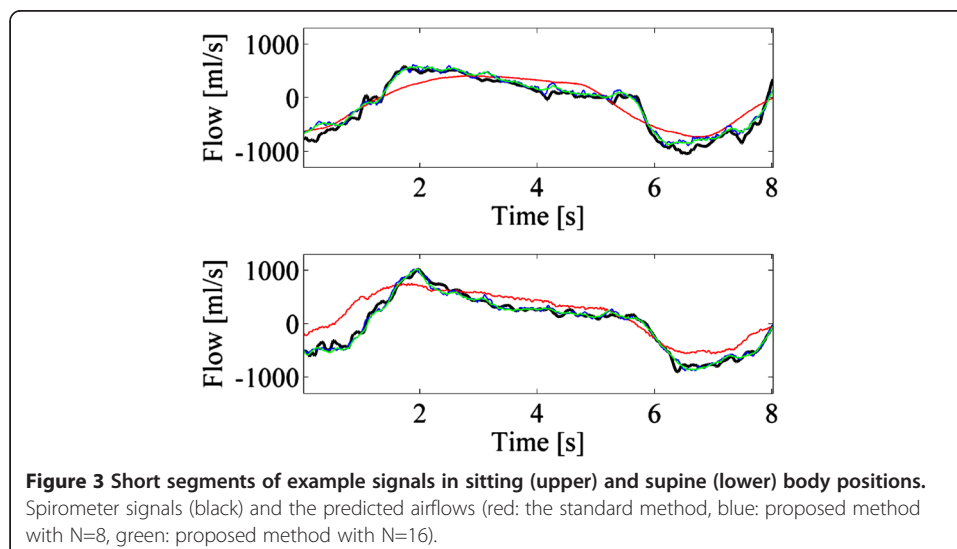 1000
0
-1000
Flow [ml/s]
2
4
6
8
Time [s]
1000
0
-1000
Flow [ml/s]
2
4
6
8
Time [s]
Figure 3 Short segments of example signals in sitting (upper) and supine (lower) body positions.
Spirometer signals (black) and the predicted airflows (red: the standard method, blue: proposed method
with N=8, green: proposed method with N=16).